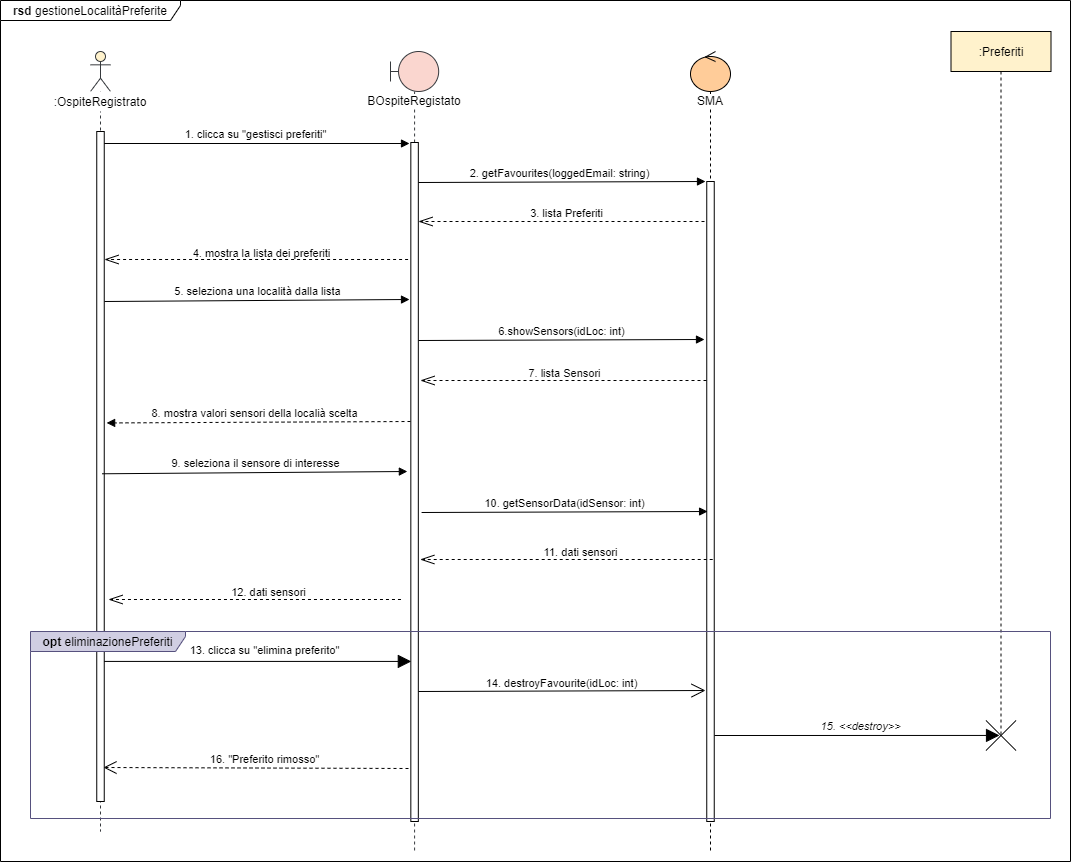 rsd gestioneLocalitàPreferite
:OspiteRegistrato
BOspiteRegistato
SMA
:Preferiti
1. clicca su "gestisci preferiti"
2. getFavourites(loggedEmail: string)
3. lista Preferiti
4. mostra la lista dei preferiti
5. seleziona una località dalla lista
6.showSensors(idLoc: int)
7. lista Sensori
8. mostra valori sensori della localià scelta
9. seleziona il sensore di interesse
10. getSensorData(idSensor: int)
11. dati sensori
12. dati sensori
opt eliminazionePreferiti
13. clicca su "elimina preferito"
14. destroyFavourite(idLoc: int)
15. <<destroy>>
16. "Preferito rimosso"